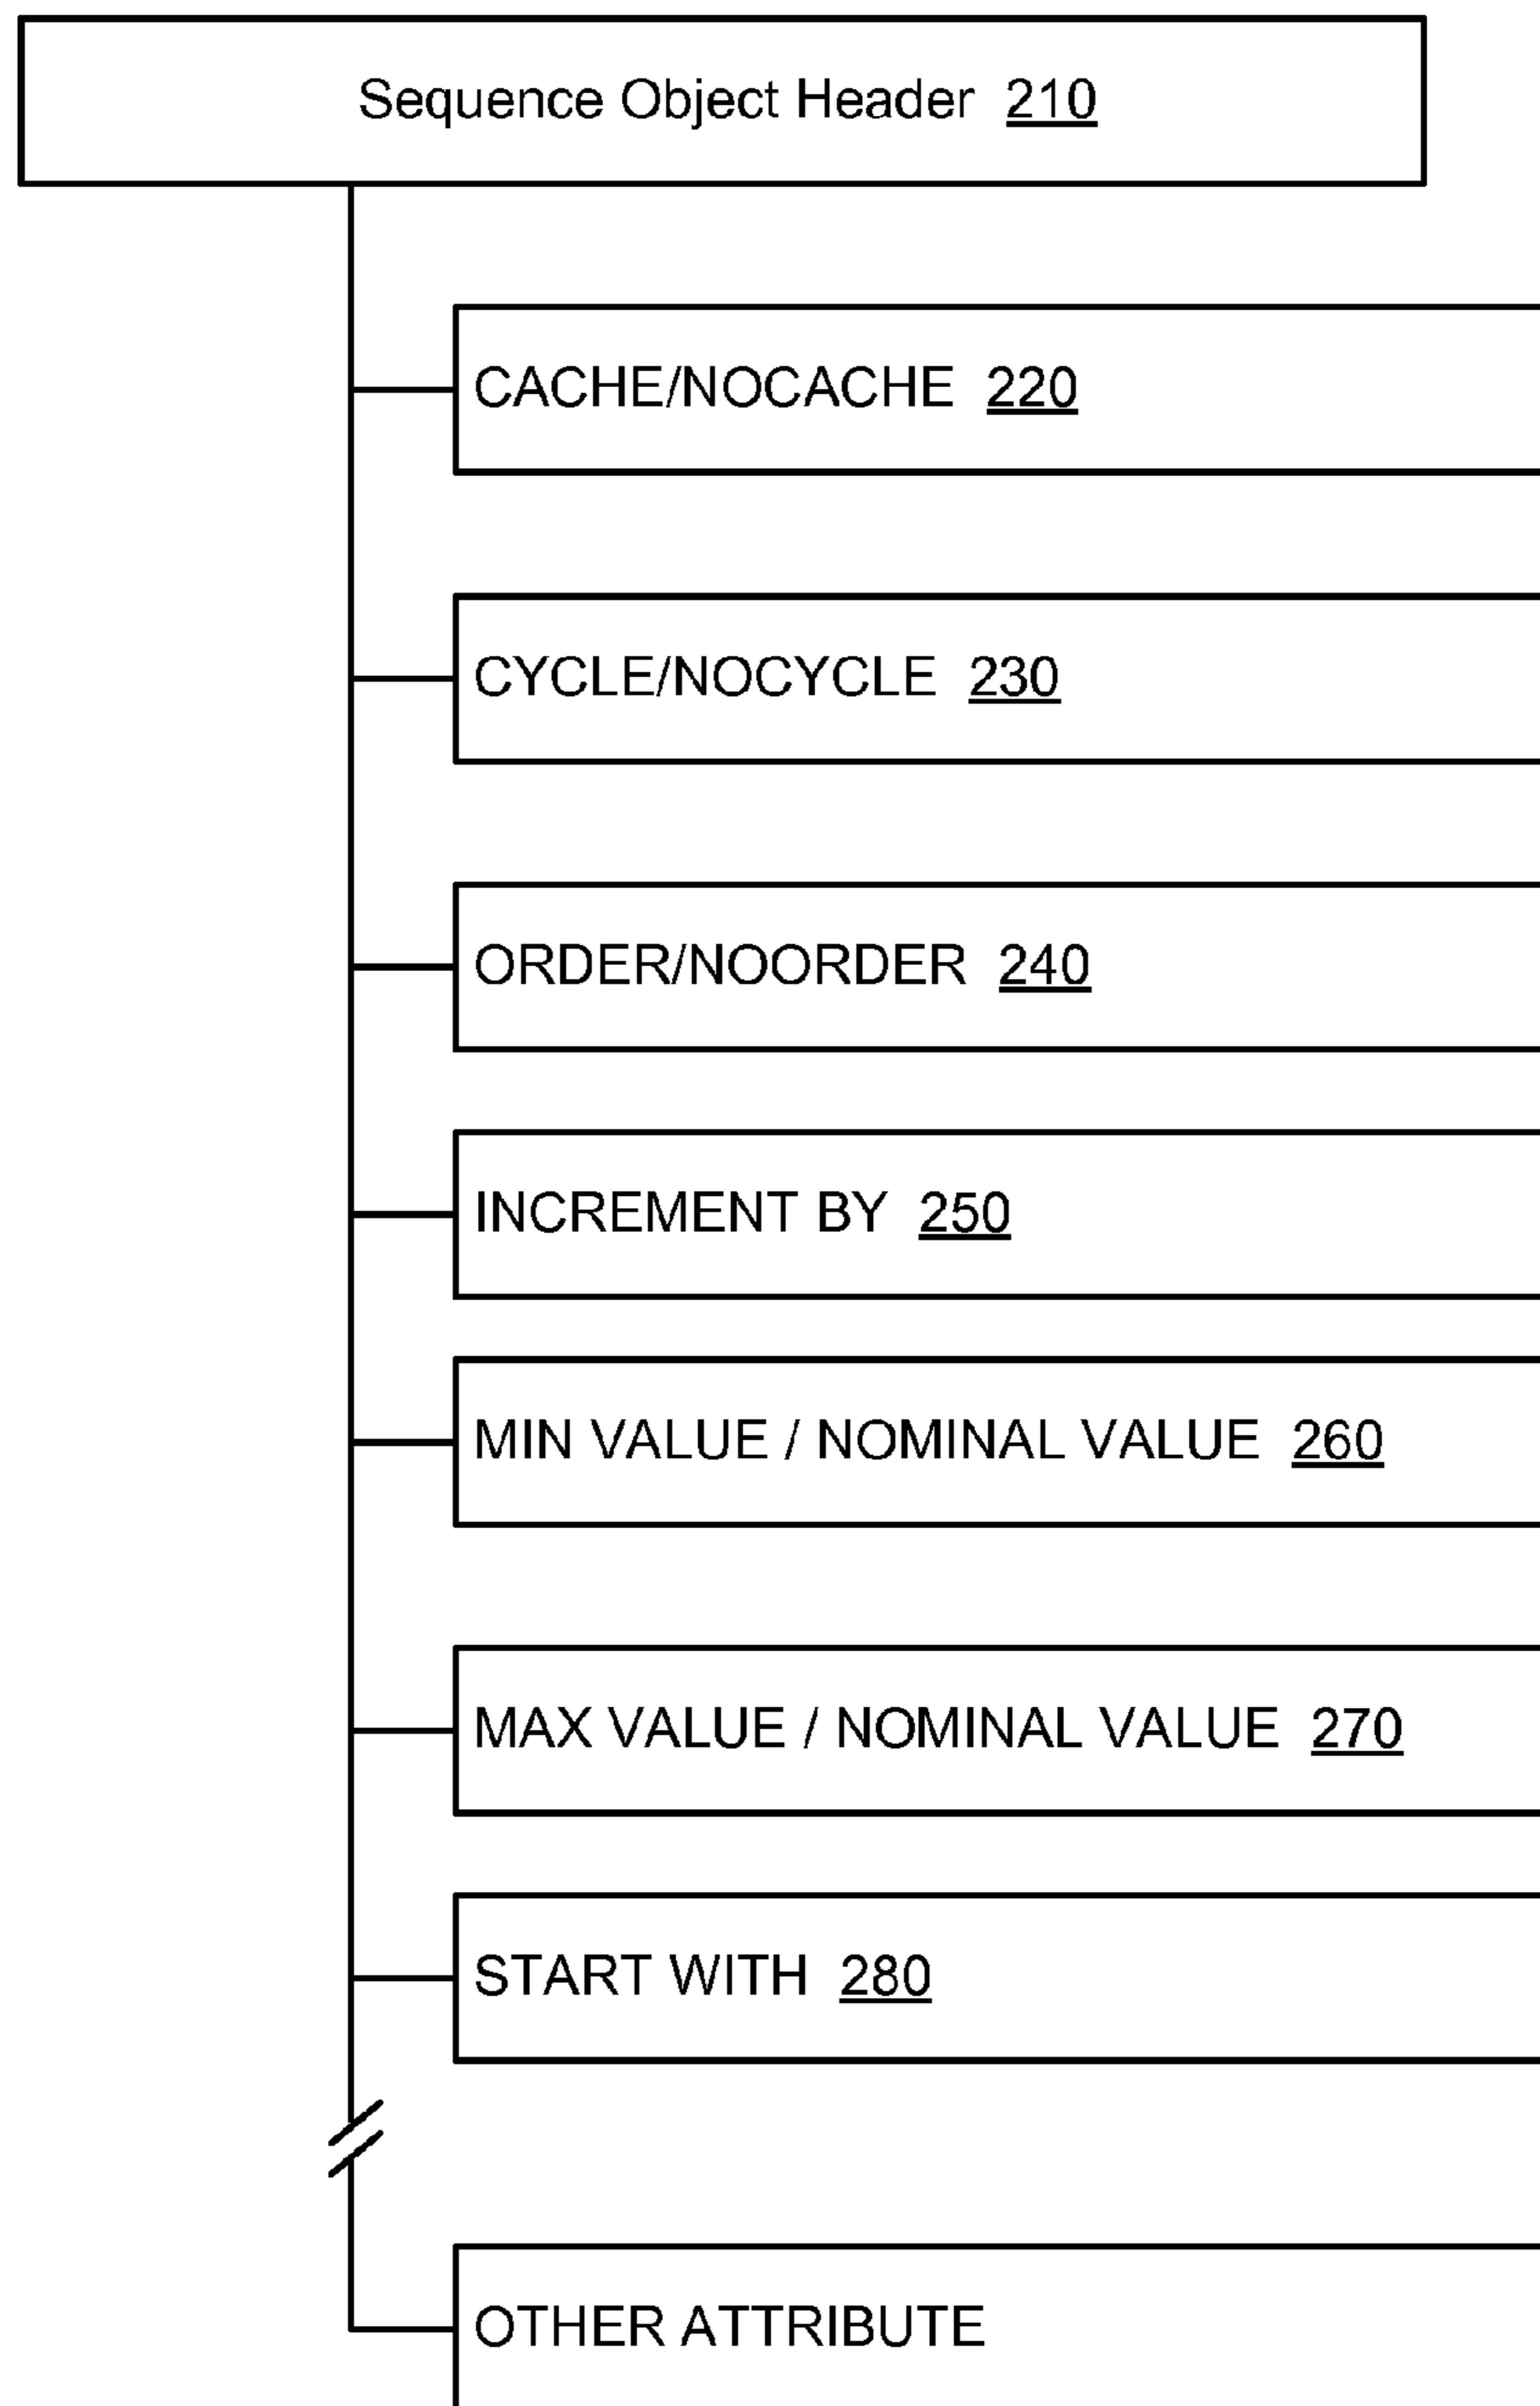 Sequence Object Header 210
CACHE/NOCACHE 220
CYCLE/NOCYCLE 230
ORDER/NOORDER 240
INCREMENT BY 250
MIN VALUE / NOMINAL VALUE 260
MAX VALUE / NOMINAL VALUE 270
START WITH 280
OTHER ATTRIBUTE